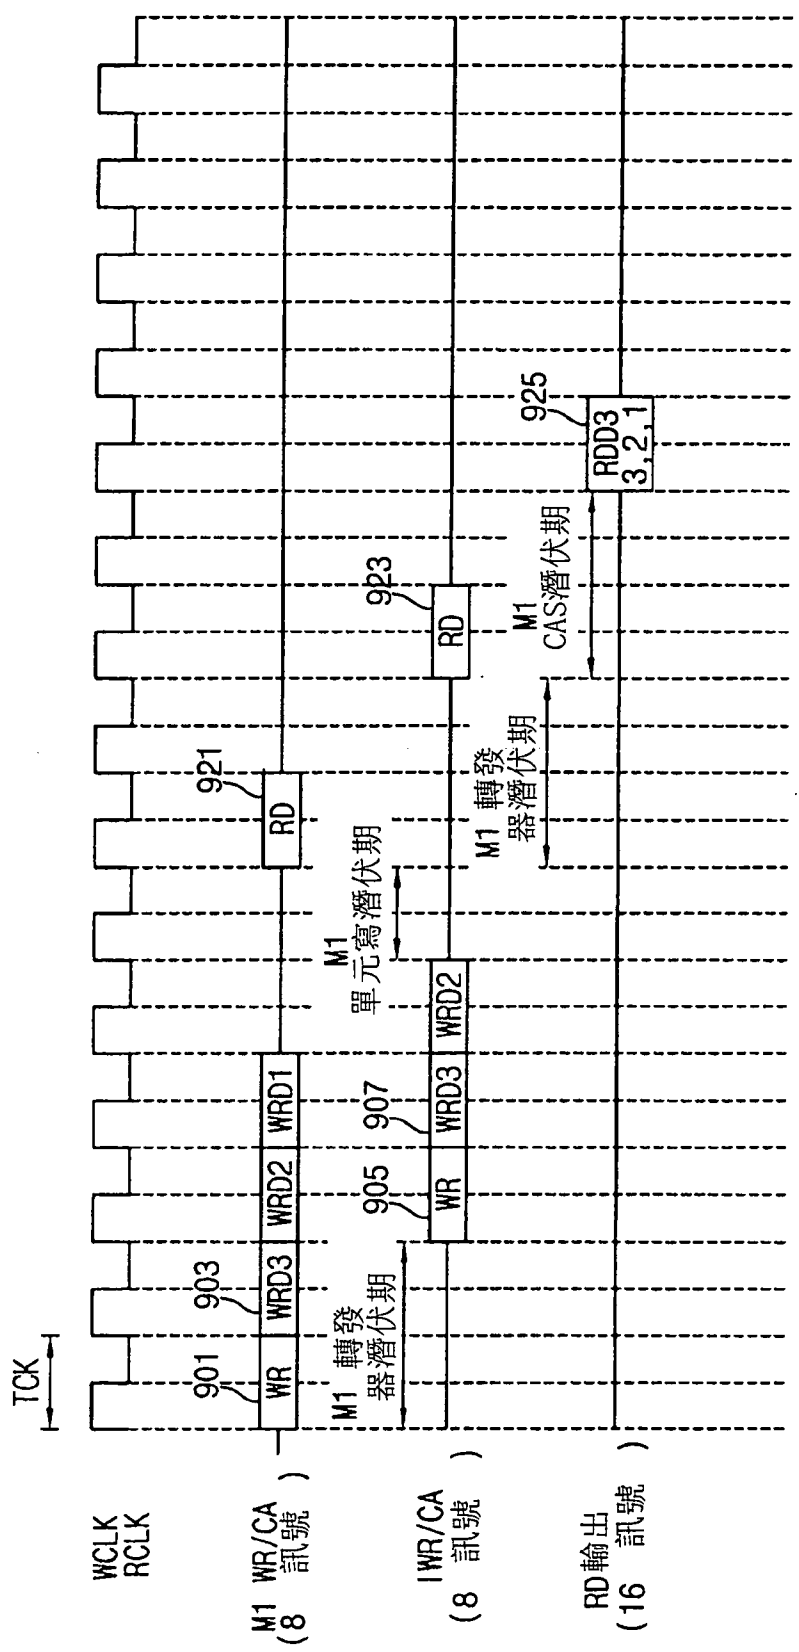 TCK
WCLK
RCLK
M1 WR/CA
(8 訊號)
901
WR
903
WRD3
WRD2
WRD1
921
RD
IWR/CA
(8 訊號)
M1 轉發
器潛伏期
905
WR
907
WRD3
WRD2
M1
單元寫潛伏期
923
RD
RD輸出
(16 訊號)
M1 轉發
器潛伏期
M1
CAS潛伏期
925
RDD3
3,2,1